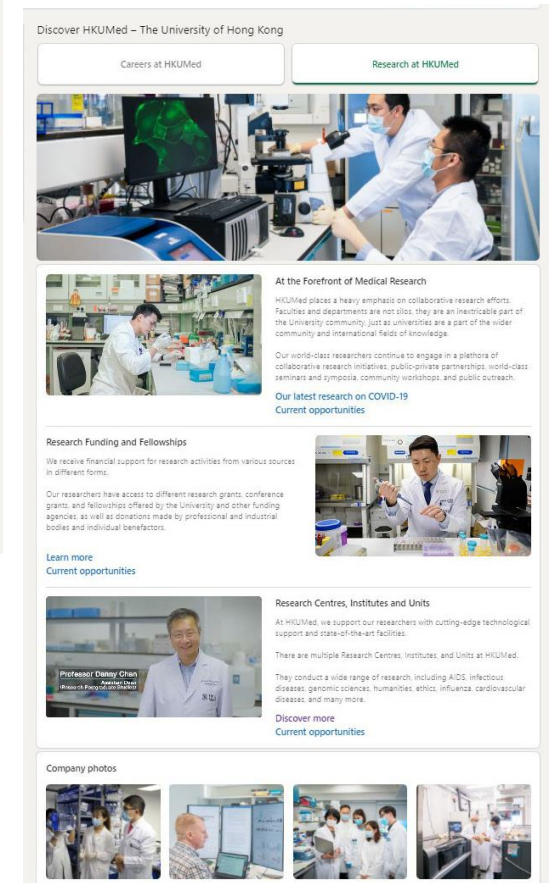 Discover HKUMed – The University of Hong Kong
Careers at HKUMed
Research at HKUMed
At the Forefront of Medical Research
HKUMed places a heavy emphasis on collaborative research efforts.
Faculties and departments are not silos, they are an inextricable part of
the University community, just as universities are a part of the wider
community and international fields of knowledge.
Our world-class researchers continue to engage in a plethora of
collaborative research initiatives, public-private partnerships, world-class
seminars and symposia, community workshops, and public outreach.
Our latest research on COVID-19
Current opportunities
Research Funding and Fellowships
We receive financial support for research activities from various sources
in different forms.
Our researchers have access to different research grants, conference
grants, and fellowships offered by the University and other funding
agencies, as well as donations made by professional and industrial
bodies and individual benefactors.
Learn more
Current opportunities
Professor Danny Chan
Assistant Dean
(Research Postgraduate Studies)
Research Centres, Institutes and Units
At HKUMed, we support our researchers with cutting-edge technological
support and state-of-the-art facilities.
There are multiple Research Centres, Institutes, and Units at HKUMed.
They conduct a wide range of research, including AIDS, infectious
diseases, genomic sciences, humanities, ethics, influenza, cardiovascular
diseases, and many more.
Discover more
Current opportunities
Company photos